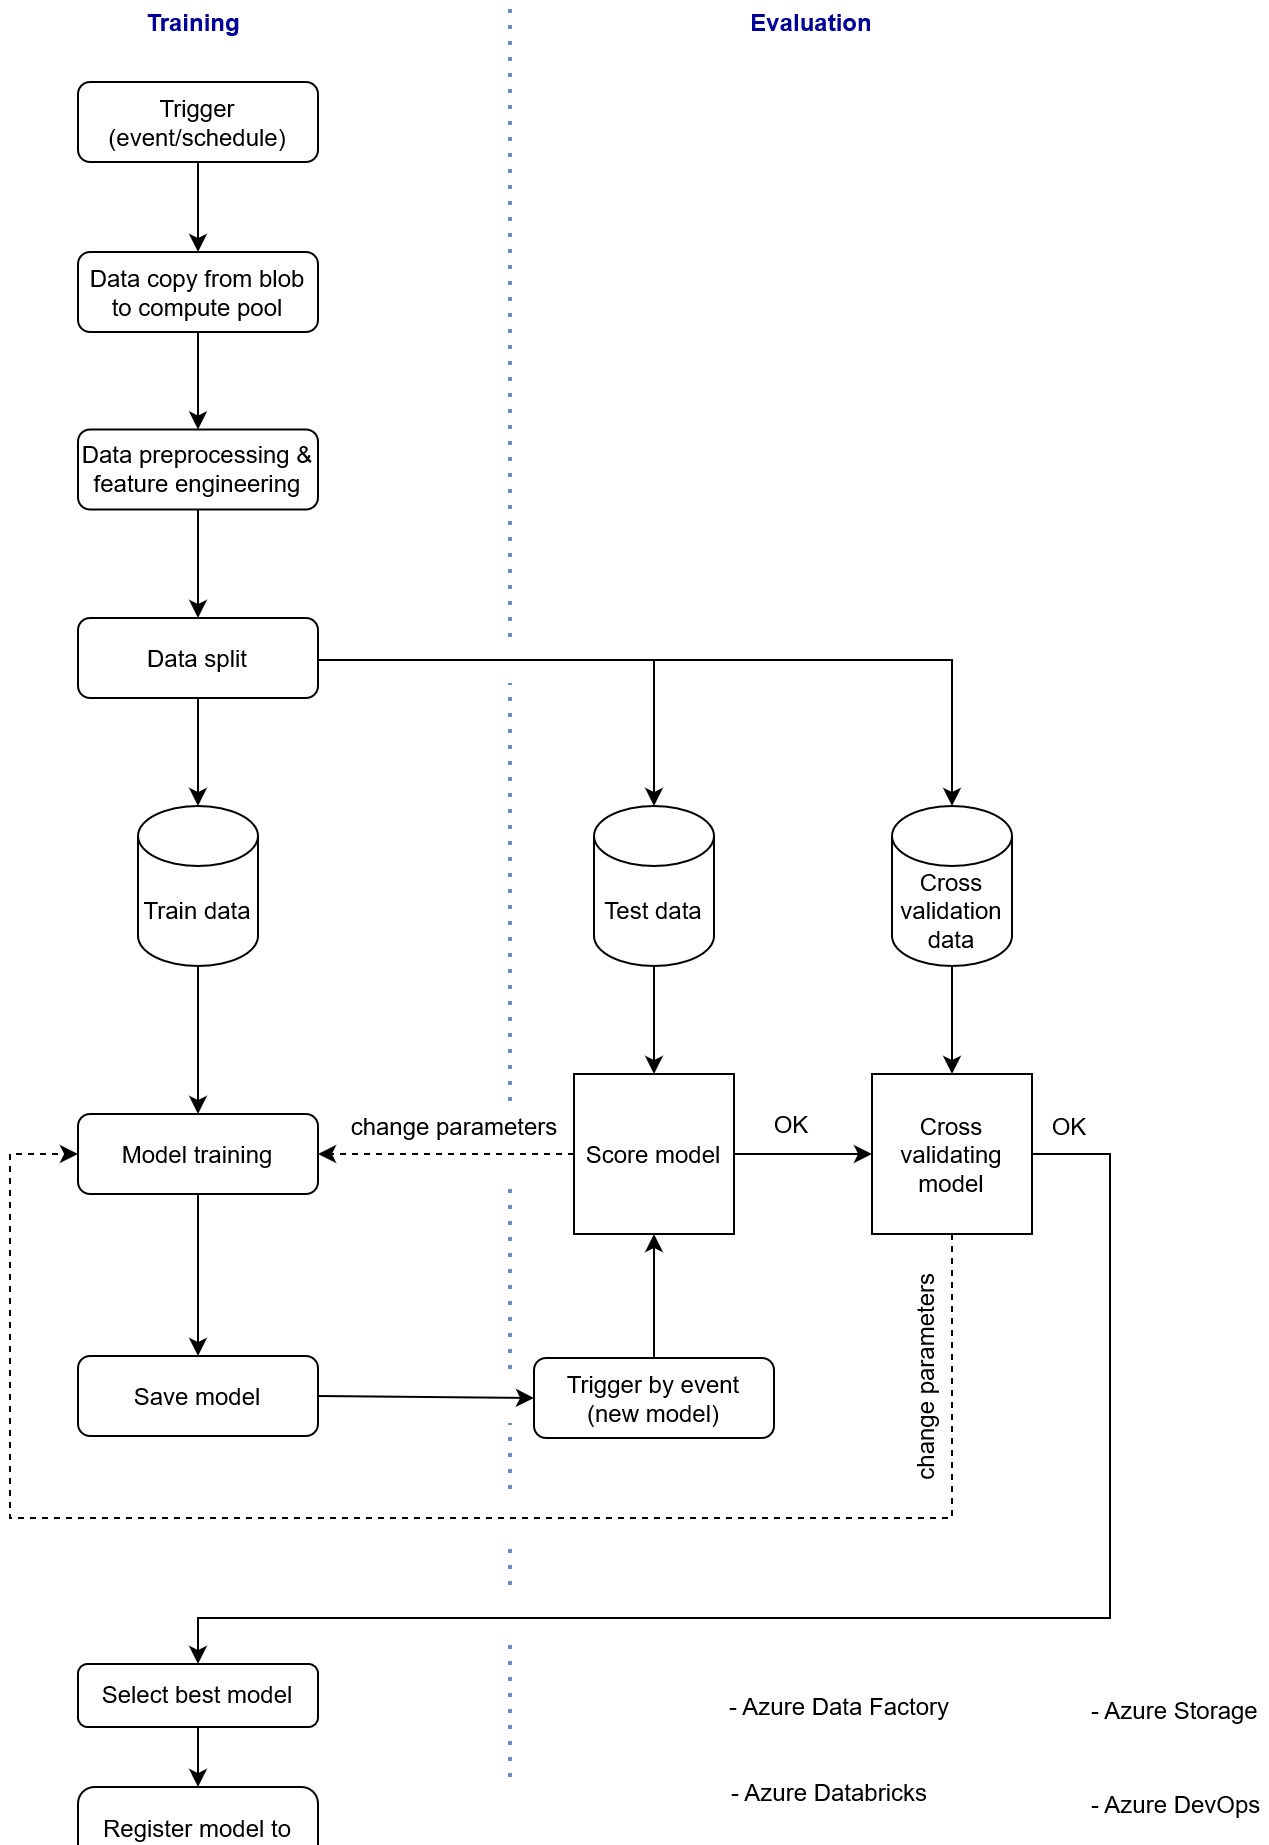 Training
Evaluation
Trigger
(event/schedule)
Data copy from blob
to compute pool
Data preprocessing &
feature engineering
Data split
Train data
Test data
Cross
validation
data
Model training
change parameters
Score model
OK
Cross
validating
model
OK
change parameters
Save model
Trigger by event
(new model)
Select best model
- Azure Data Factory
- Azure Storage
- Azure Databricks
- Azure DevOps
Register model to